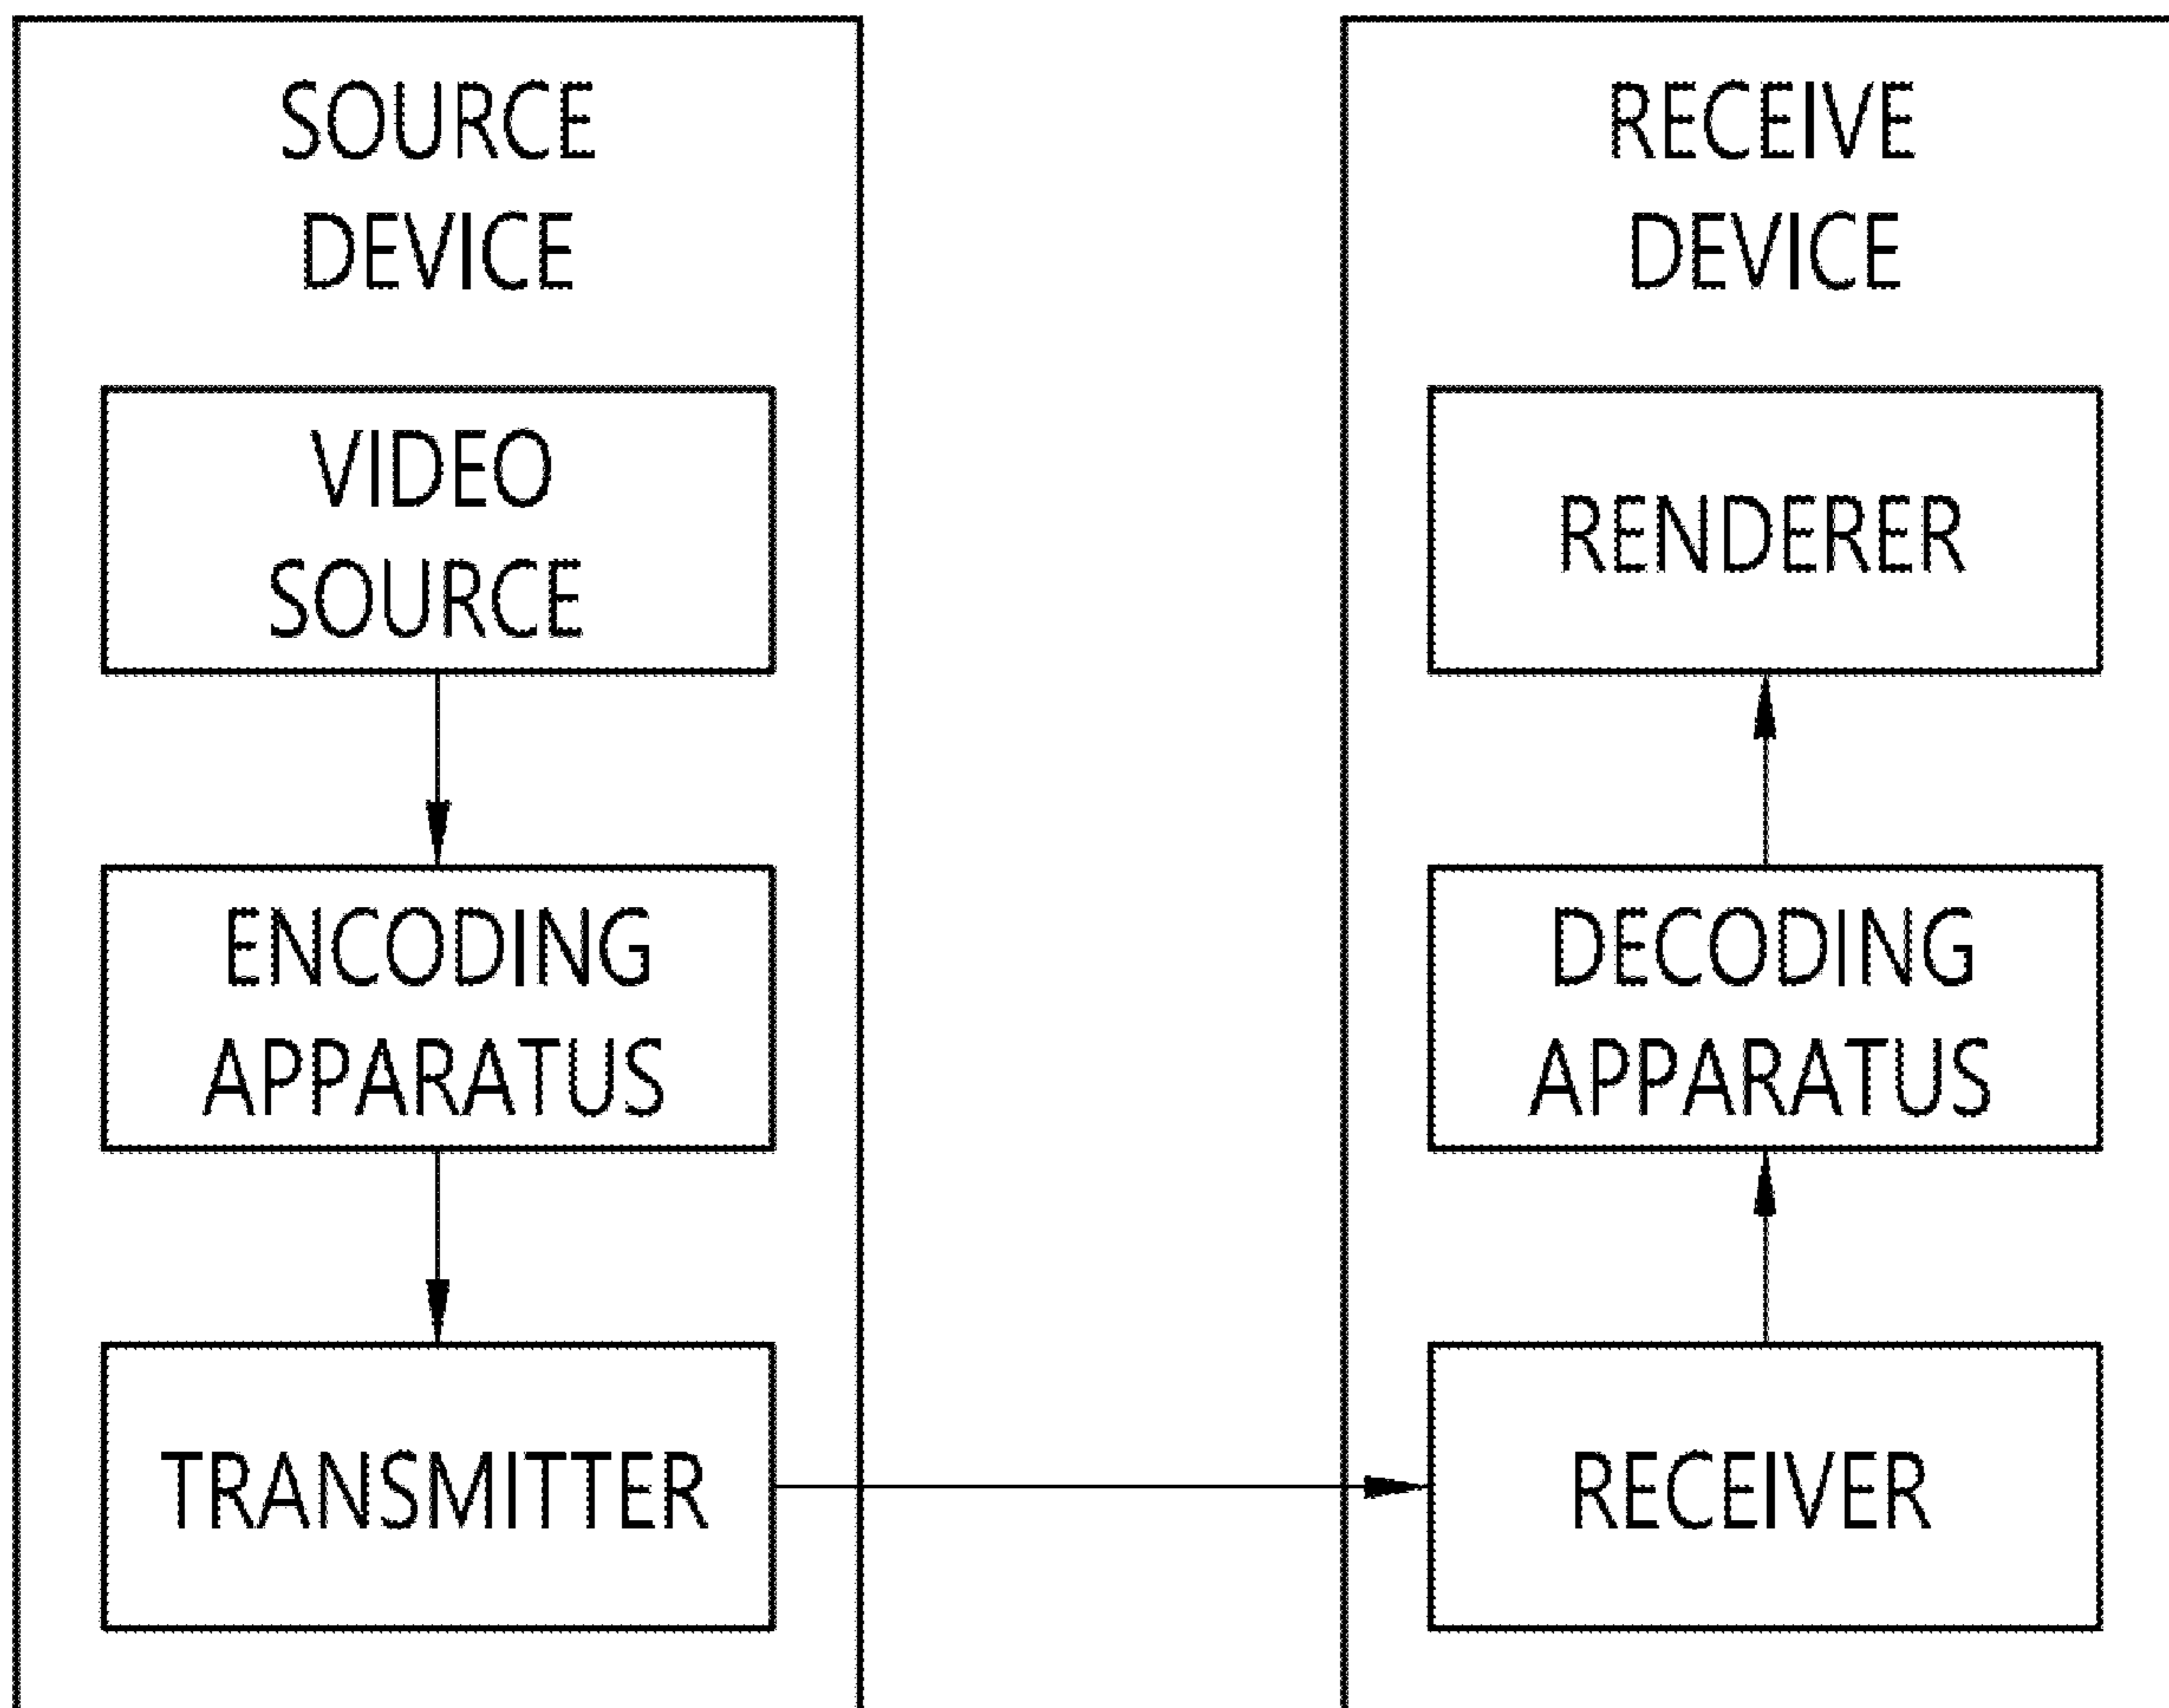 SOURCE
DEVICE
VIDEO
SOURCE
ENCODING
APPARATUS
TRANSMITTER
RECEIVE
DEVICE
RENDERER
DECODING
APPARATUS
RECEIVER